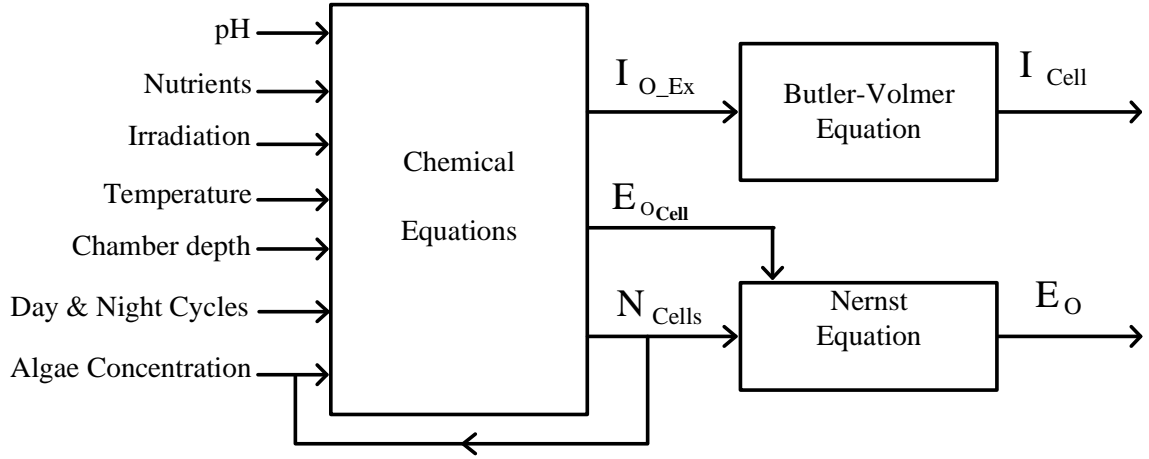 pH
Nutrients
Irradiation
Temperature
Chamber depth
Day & Night Cycles
Algae Concentration
Chemical
Equations
I O_Ex
E OCell
N Cells
Butler-Volmer
Equation
I Cell
Nernst
Equation
E O